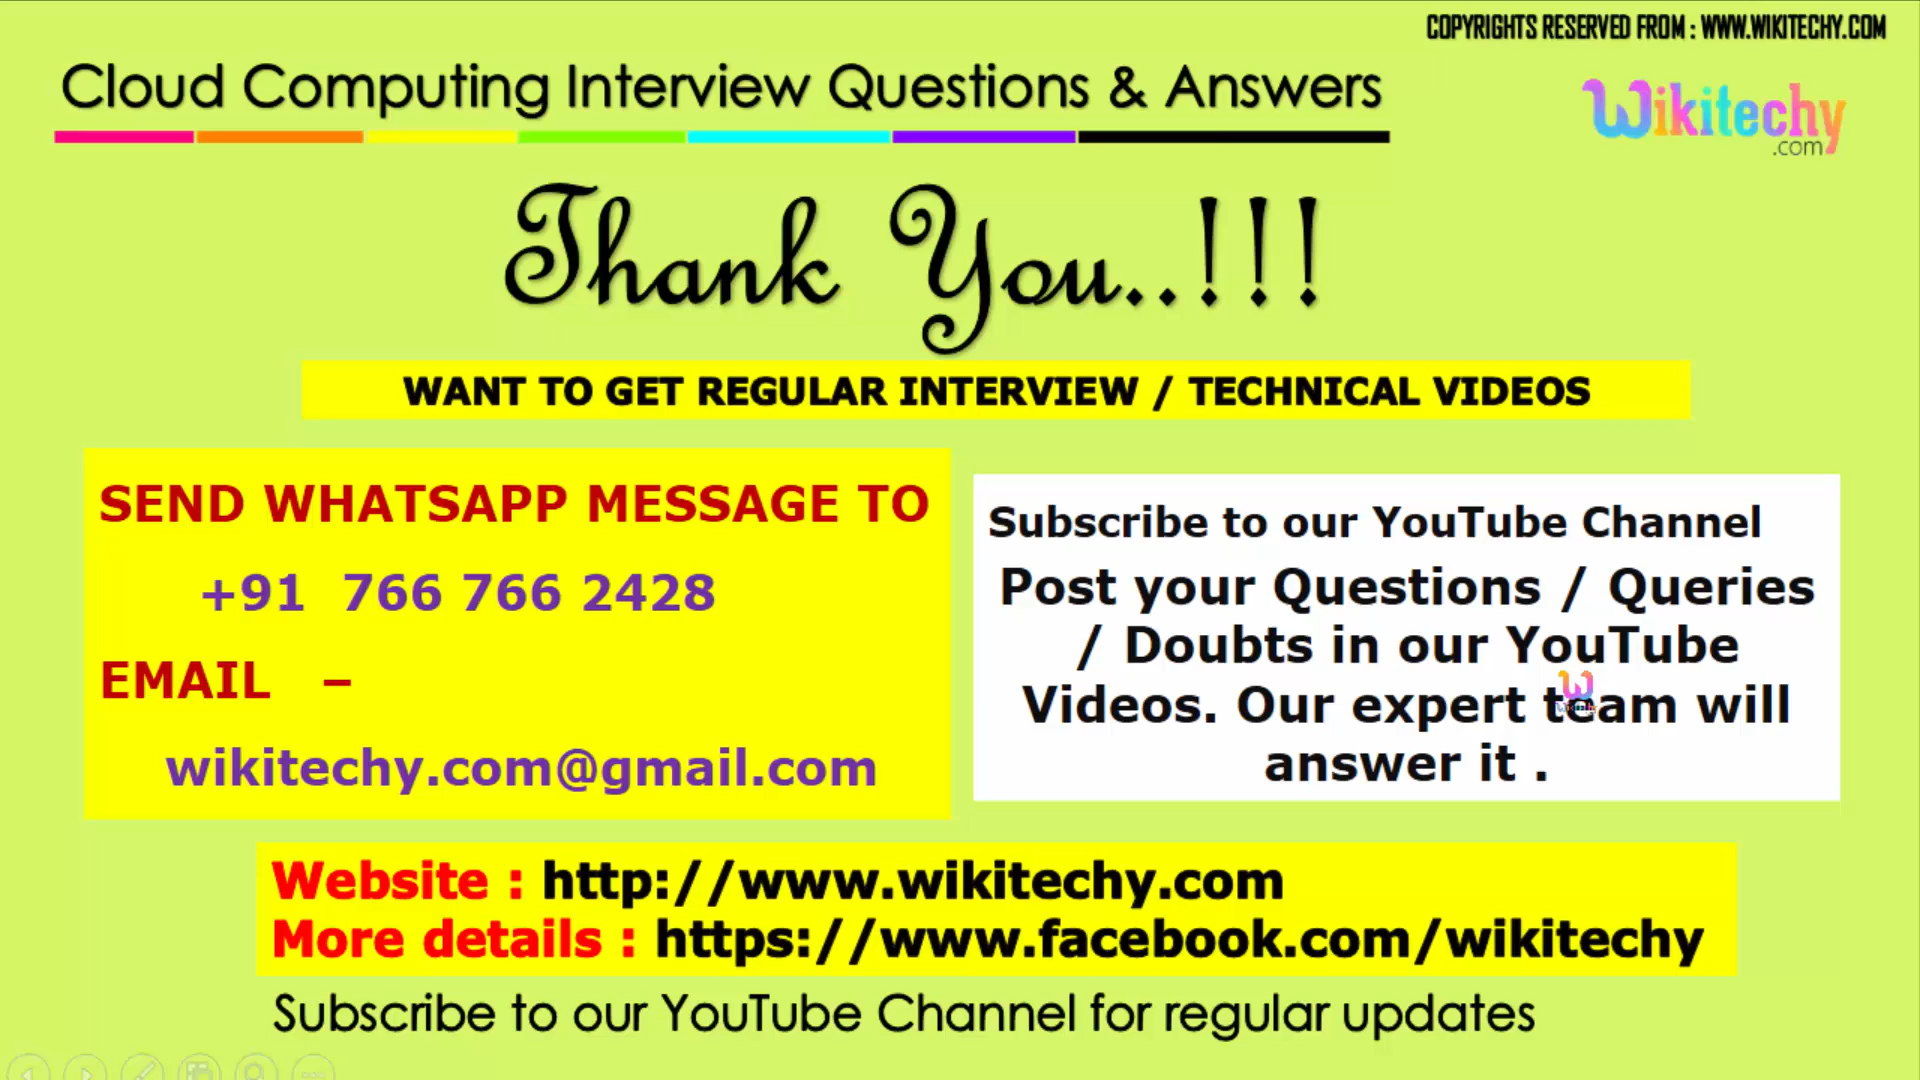 COPYRIGHTS RESERVED FROM : WWW.WIKITECHY.COM
Cloud Computing Interview Questions & Answers
Wikitechy
.com
Thank You..!!!
WANT TO GET REGULAR INTERVIEW / TECHNICAL VIDEOS
SEND WHATSAPP MESSAGE TO
+91 766 766 2428
EMAIL –
wikitechy.com@gmail.com
Subscribe to our YouTube Channel
Post your Questions / Queries
/ Doubts in our YouTube
Videos. Our expert team will
answer it .
Website : http://www.wikitechy.com
More details : https://www.facebook.com/wikitechy
Subscribe to our YouTube Channel for regular updates